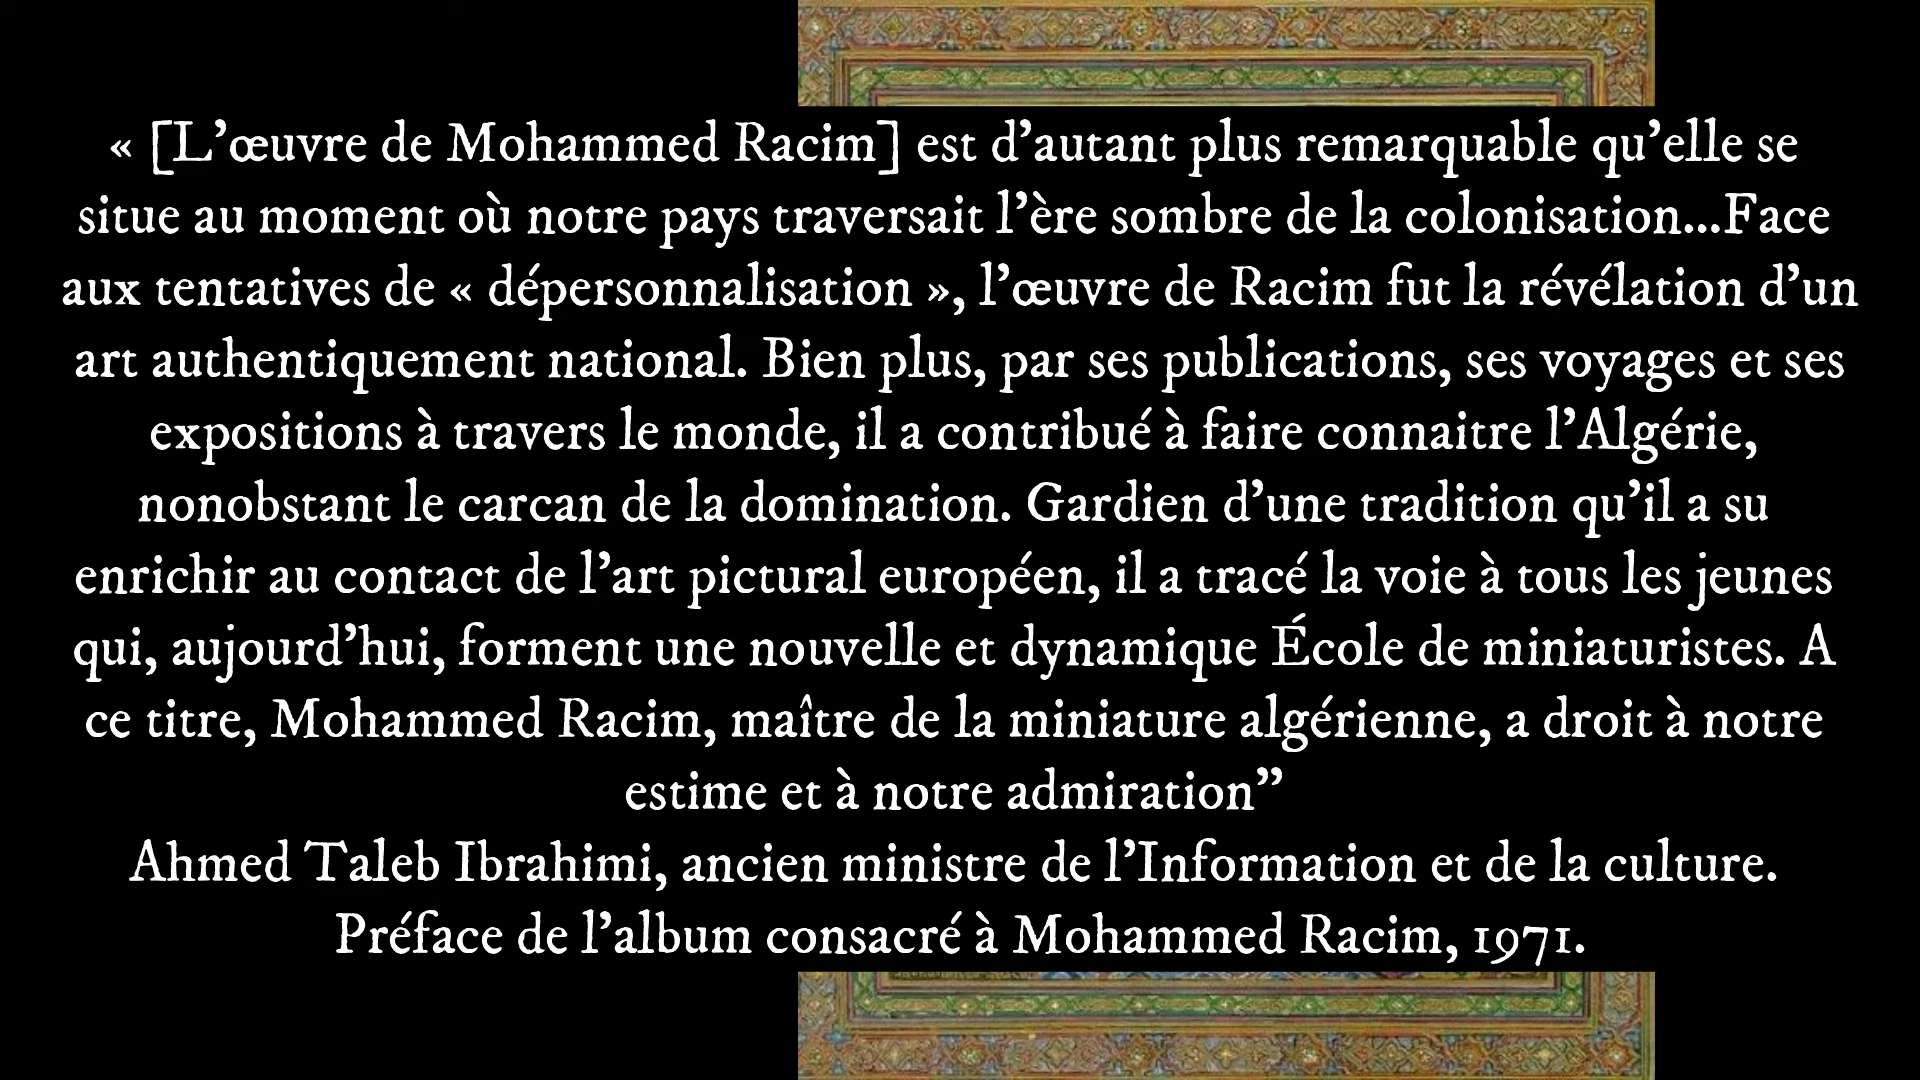 « [L’œuvre de Mohammed Racim] est d’autant plus remarquable qu’elle se
situe au moment où notre pays traversait l’ère sombre de la colonisation...Face
aux tentatives de « dépersonnalisation », l’œuvre de Racim fut la révélation d’un
art authentiquement national. Bien plus, par ses publications, ses voyages et ses
expositions à travers le monde, il a contribué à faire connaitre l’Algérie,
nonobstant le carcan de la domination. Gardien d’une tradition qu’il a su
enrichir au contact de l’art pictural européen, il a tracé la voie à tous les jeunes
qui, aujourd’hui, forment une nouvelle et dynamique École de miniaturistes. A
ce titre, Mohammed Racim, maître de la miniature algérienne, a droit à notre
estime et à notre admiration”
Ahmed Taleb Ibrahimi, ancien ministre de l’Information et de la culture.
Préface de l’album consacré à Mohammed Racim, 1971.